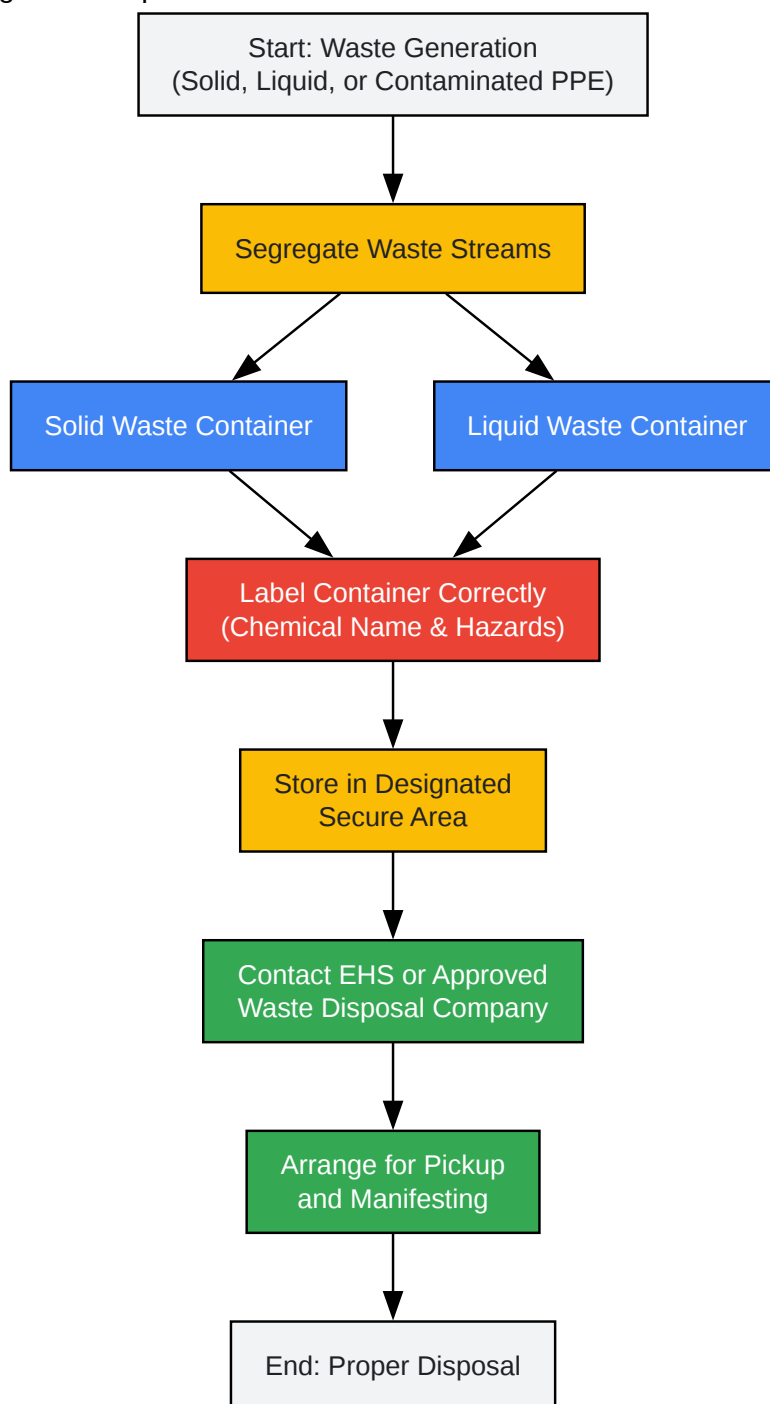 Start: Waste Generation
(Solid, Liquid, or Contaminated PPE)
Segregate Waste Streams
Solid Waste Container
Liquid Waste Container
Label Container Correctly
(Chemical Name & Hazards)
Store in Designated
Secure Area
Contact EHS or Approved
Waste Disposal Company
Arrange for Pickup
and Manifesting
End: Proper Disposal